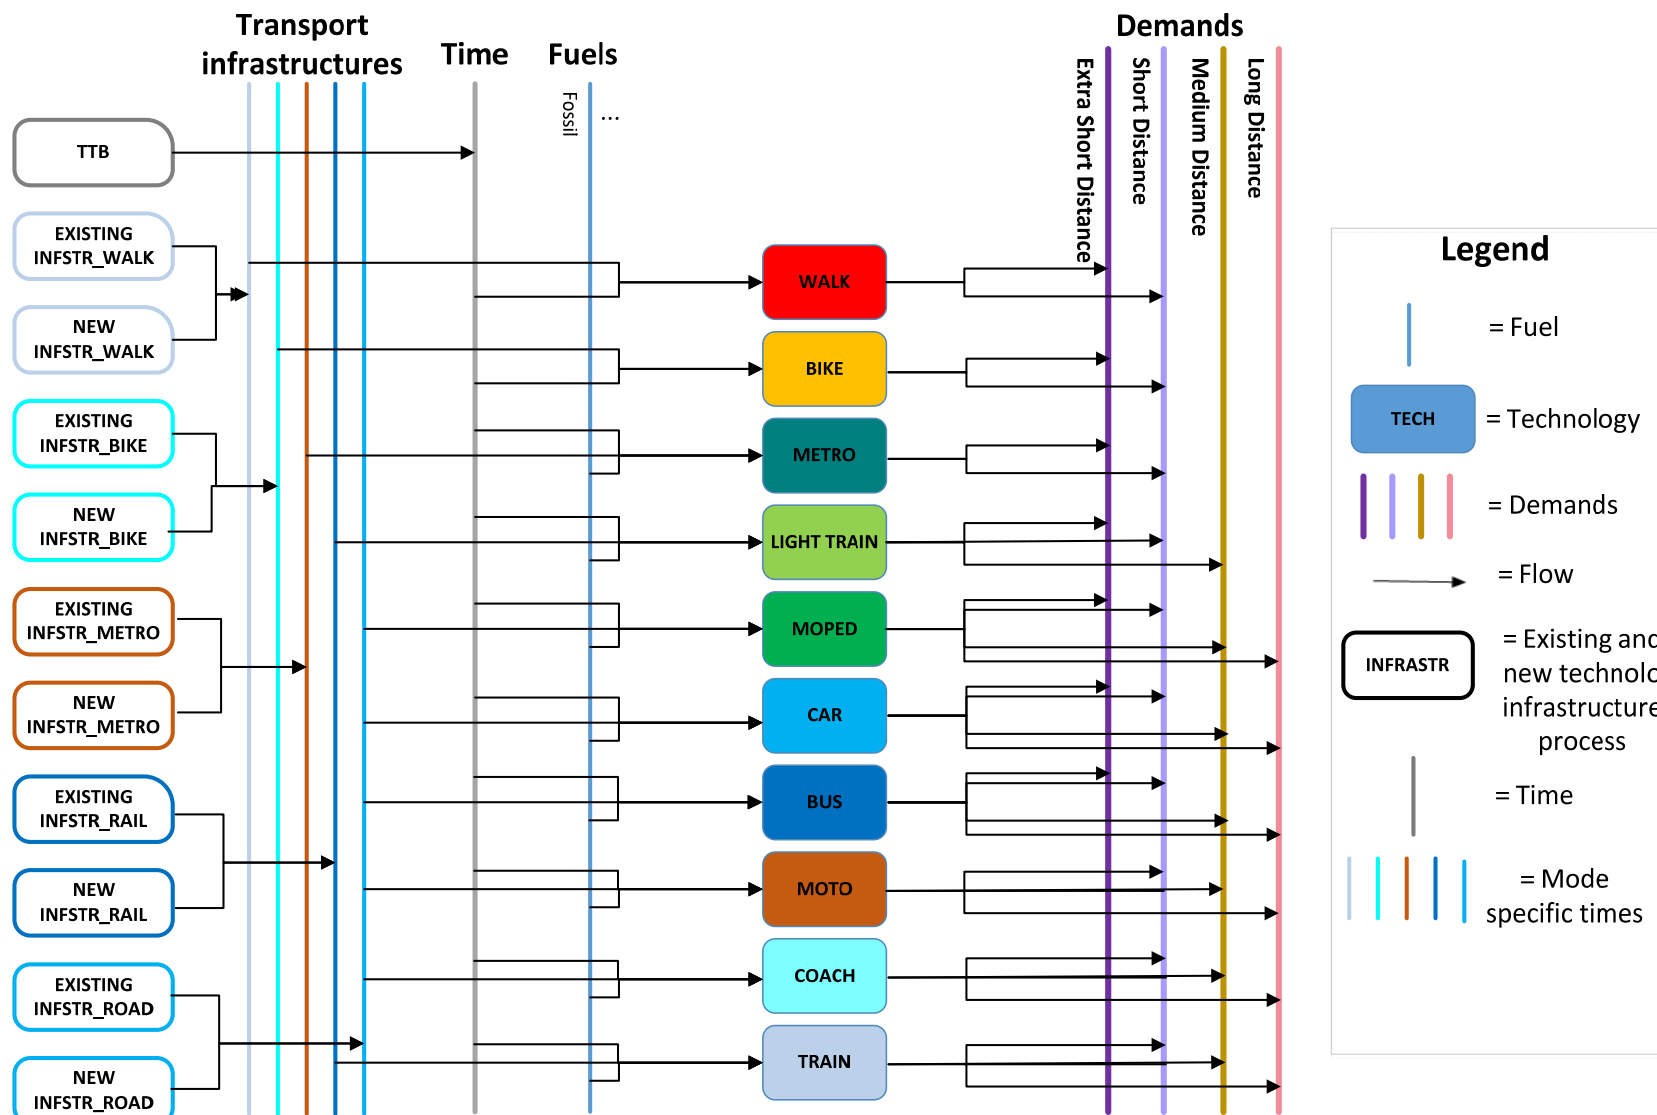 Transport
infrastructures
Time
Fuels
Demands
Fossil
...
Extra Short Distance
Short Distance
Medium Distance
Long Distance
TTB
EXISTING
INFSTR_WALK
NEW
INFSTR_WALK
EXISTING
INFSTR_BIKE
NEW
INFSTR_BIKE
EXISTING
INFSTR_METRO
NEW
INFSTR_METRO
EXISTING
INFSTR_RAIL
NEW
INFSTR_RAIL
EXISTING
INFSTR_ROAD
NEW
INFSTR_ROAD
WALK
BIKE
METRO
LIGHT TRAIN
MOPED
CAR
BUS
MOTO
COACH
TRAIN
Legend
= Fuel
TECH
= Technology
= Demands
= Flow
INFRASTR
= Existing and
new technolo
infrastructure
process
= Time
= Mode
specific times